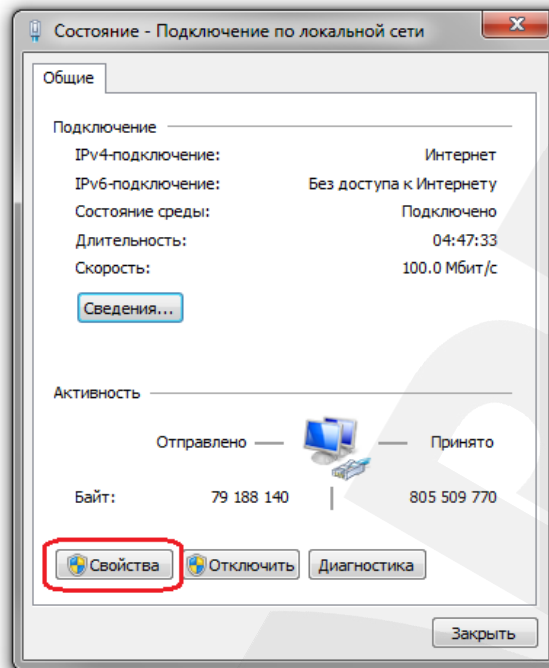 Состояние - Подключение по локальной сети
Общие
Подключение
IPv4-подключение: Интернет
IPv6-подключение: Без доступа к Интернету
Состояние среды: Подключено
Длительность: 04:47:33
Скорость: 100.0 Мбит/с
Сведения...
Активность
Отправлено — Принято
Байт: 79 188 140 | 805 509 770
Свойства Отключить Диагностика
Закрыть